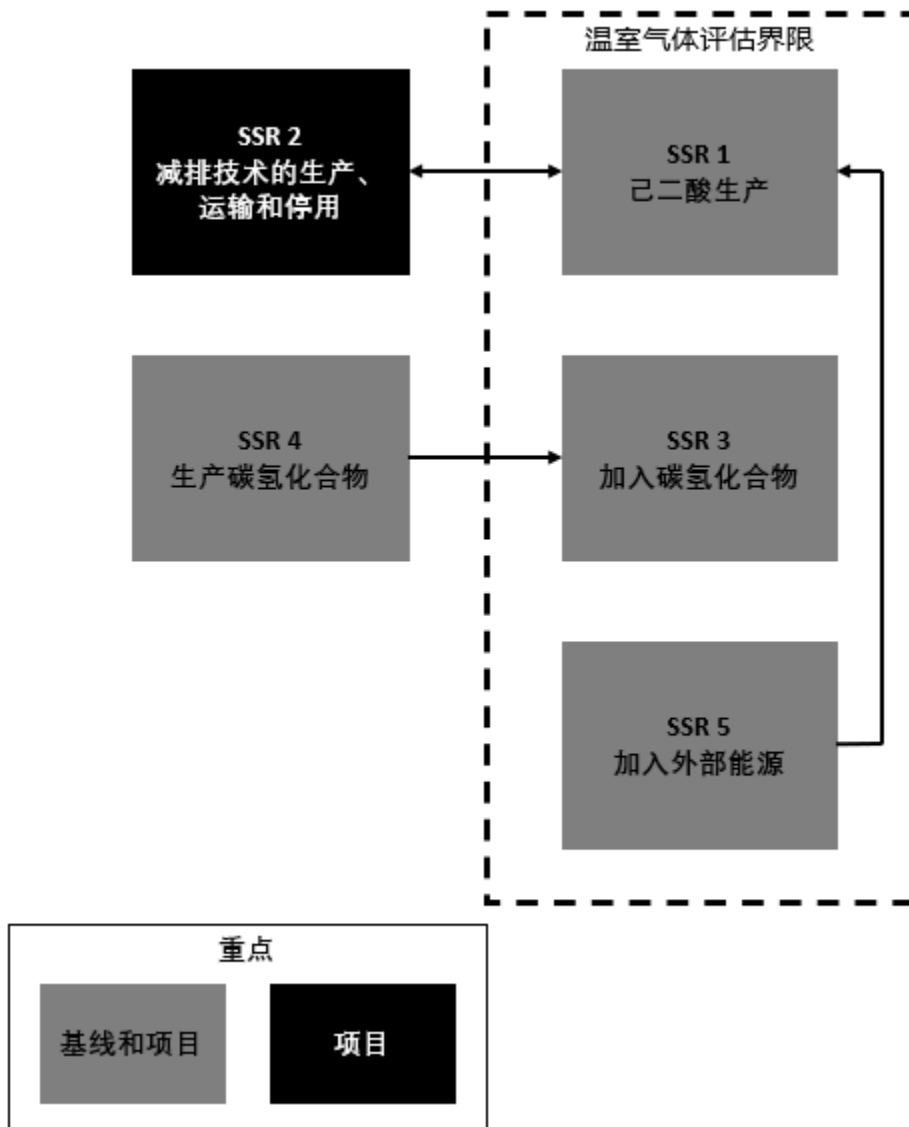 温室气体评估界限
SSR 2
减排技术的生产、
运输和停用
SSR 1
己二酸生产
SSR 4
生产碳氢化合物
SSR 3
加入碳氢化合物
SSR 5
加入外部能源
重点
基线和项目
项目